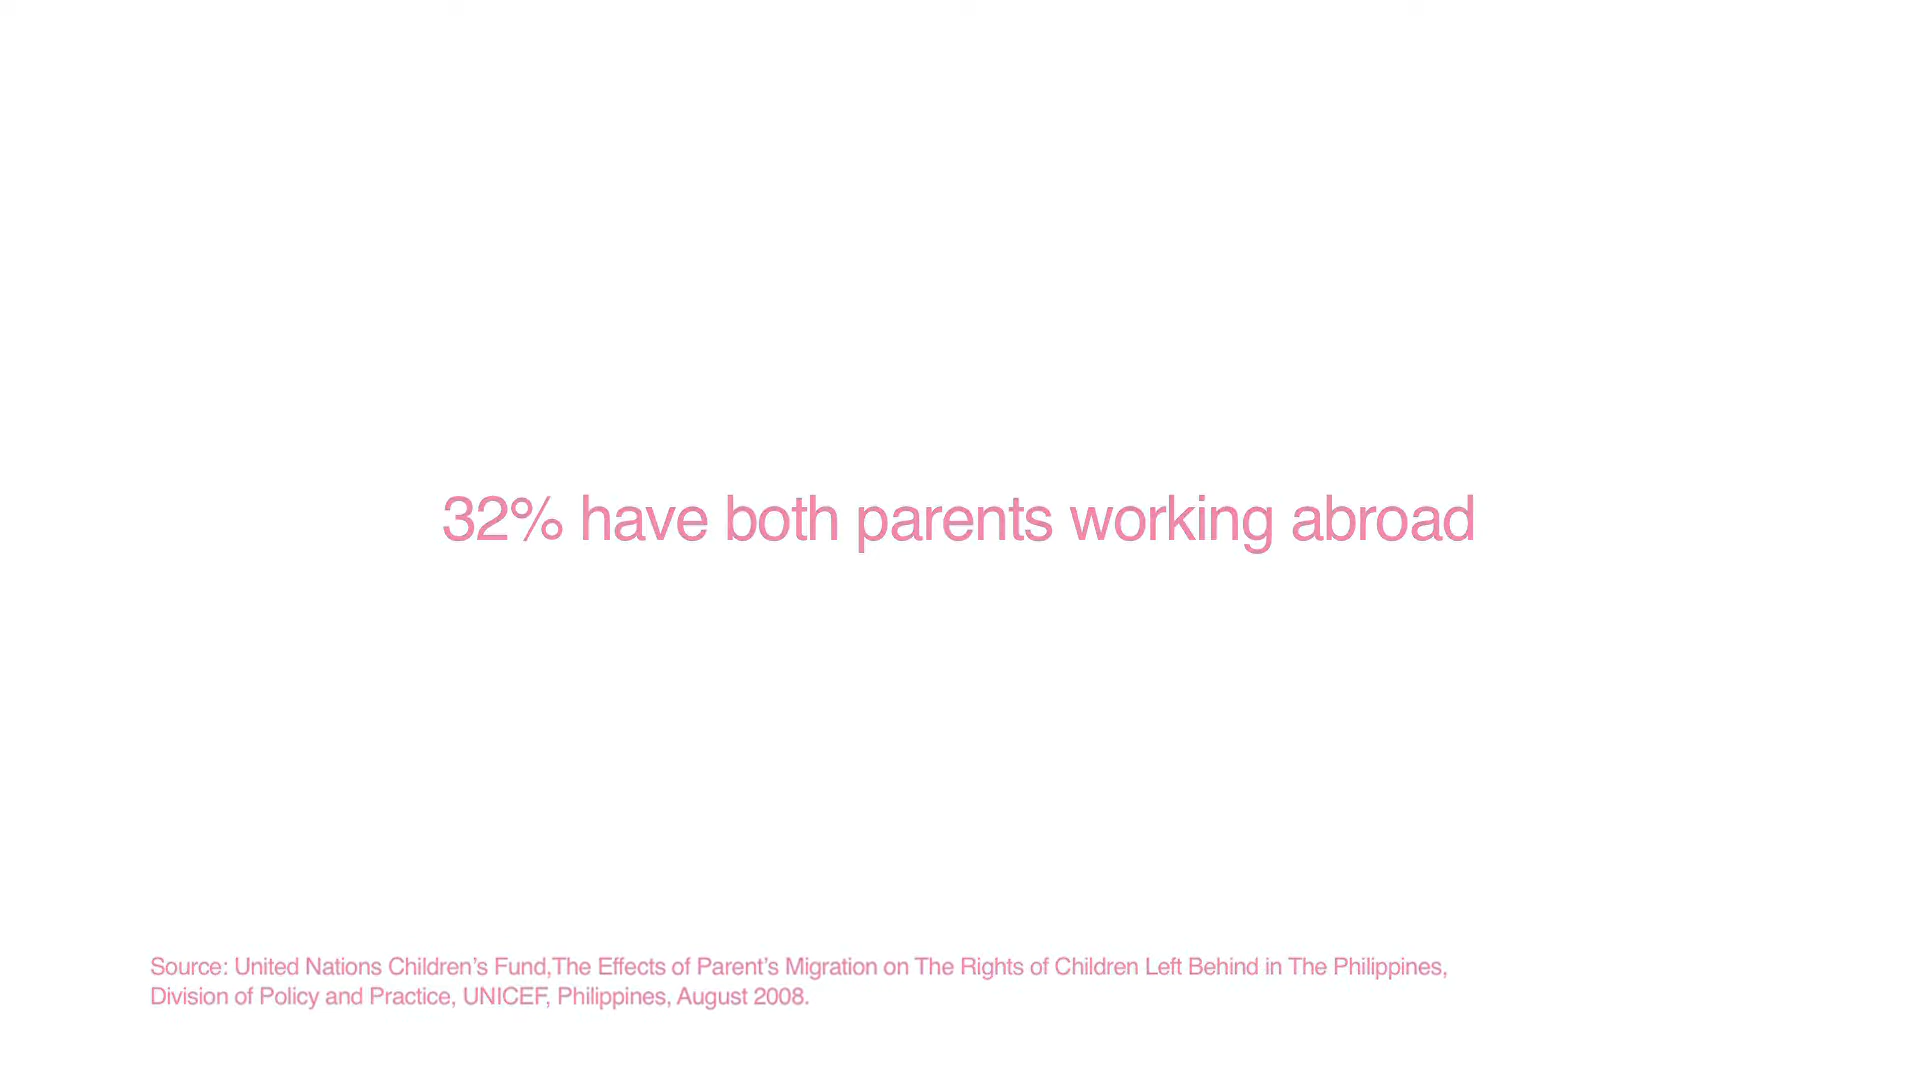 32% have both parents working abroad
Source: United Nations Children's Fund,The Effects of Parent's Migration on The Rights of Children Left Behind in The Philippines,
Division of Policy and Practice, UNICEF, Philippines, August 2008.